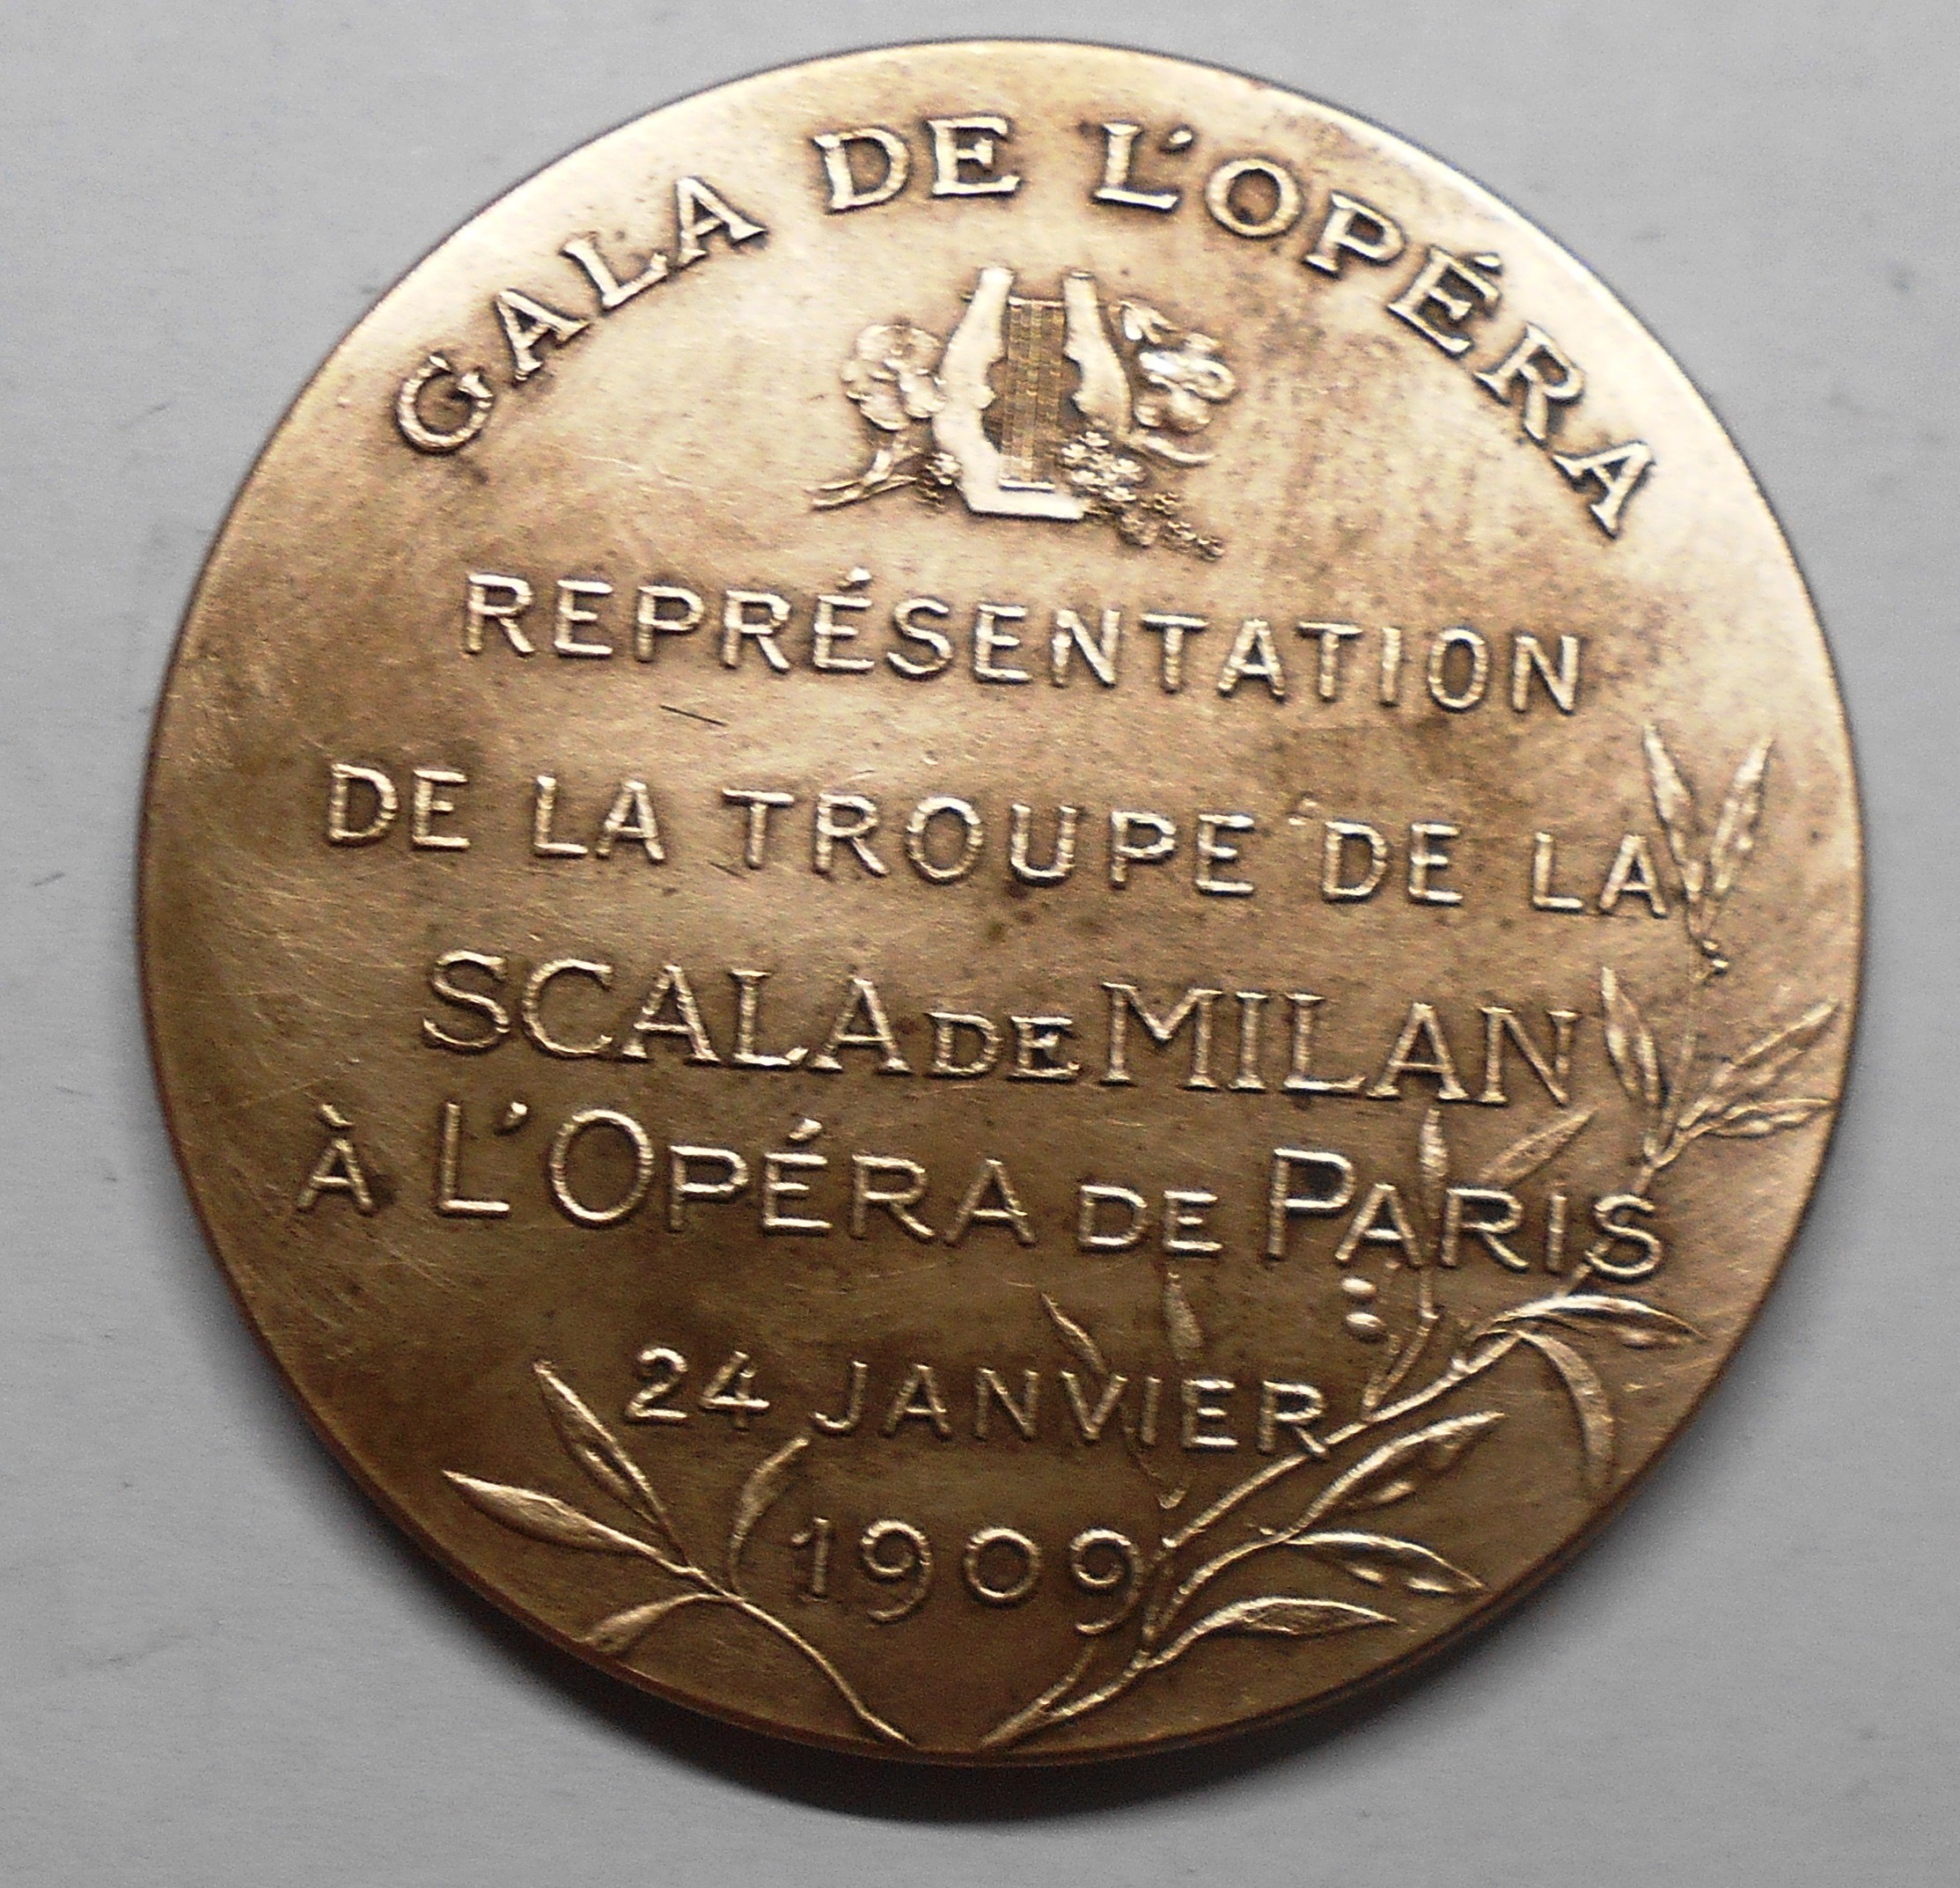 GALA DE L'OPÉRA
REPRÉSENTATION
DE LA TROUPE DE LA
SCALA DE MILAN
À L'OPÉRA DE PARIS
24 JANVIER
1909